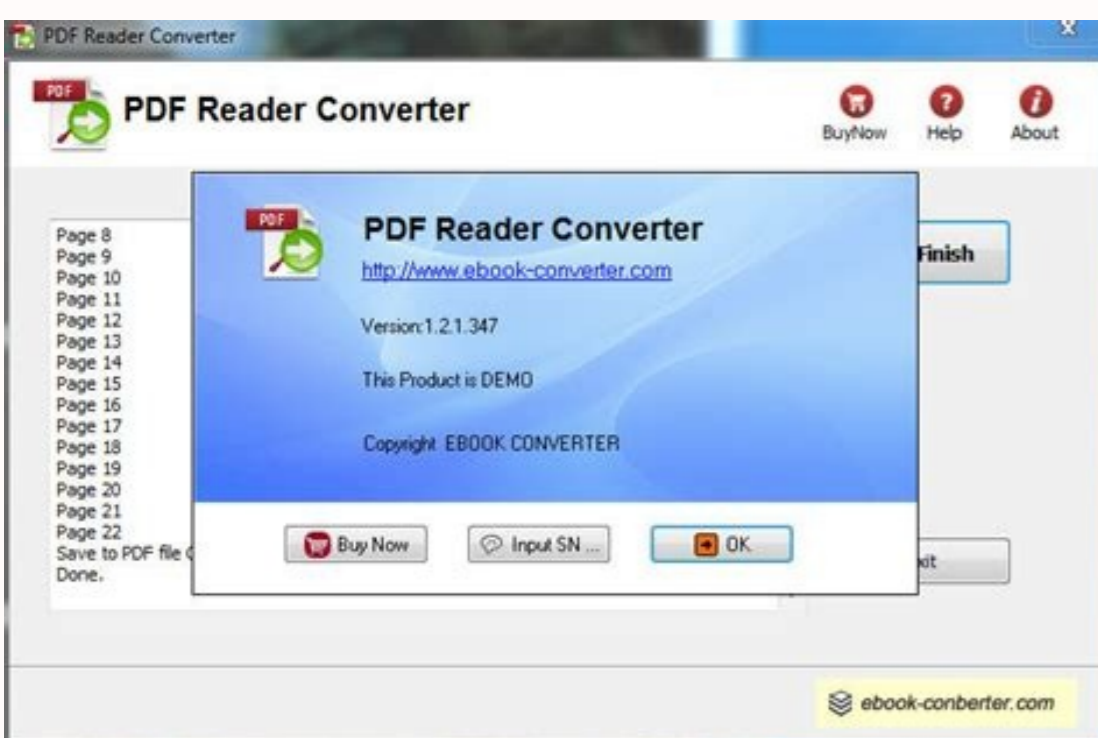 PDF Reader Converter
PDF
PDF Reader Converter
BuyNow
Help
About
Page 8
Page 9
Page 10
Page 11
Page 12
Page 13
Page 14
Page 15
Page 16
Page 17
Page 18
Page 19
Page 20
Page 21
Page 22
Save to PDF file
Done.
PDF
PDF Reader Converter
http://www.ebook-converter.com
Version:1.2.1.347
This Product is DEMO
Copyright EBOOK CONVERTER
Buy Now
Input SN ...
OK
Finish
ebook-conberter.com